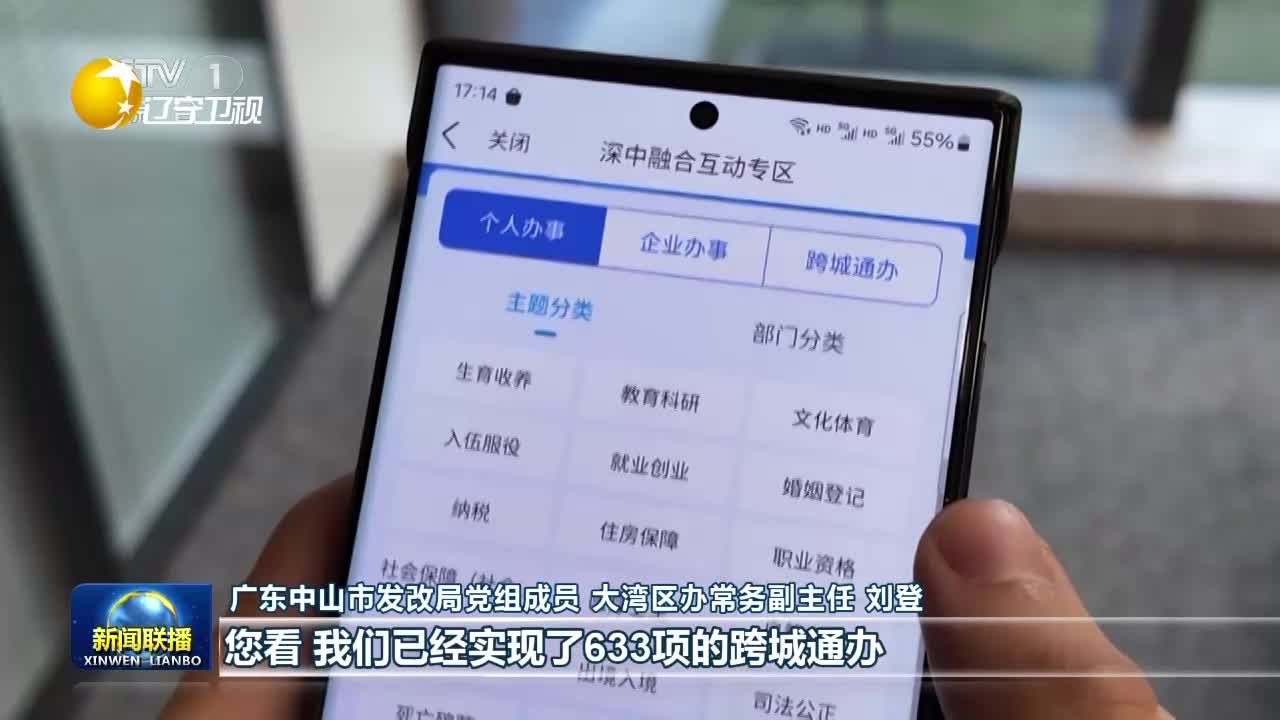 辽宁卫视
17:14
HD 5G HD 5G 55%
关闭
深中融合互动专区
个人办事
企业办事
跨城通办
主题分类
部门分类
生育收养
教育科研
文化体育
入伍服役
就业创业
婚姻登记
纳税
住房保障
职业资格
社会保障
广东中山市发改局党组成员 大湾区办常务副主任 刘登
新闻联播
XINWEN LIANBO
您看 我们已经实现了633项的跨城通办
出境入境
司法公正